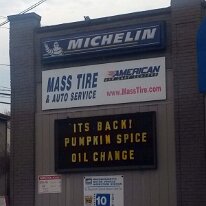 MICHELIN
MASS TIRE
& AUTO SERVICE
AMERICAN
www.MassTire.com
ITS BACK!
PUMPKIN SPICE
OIL CHANGE
10